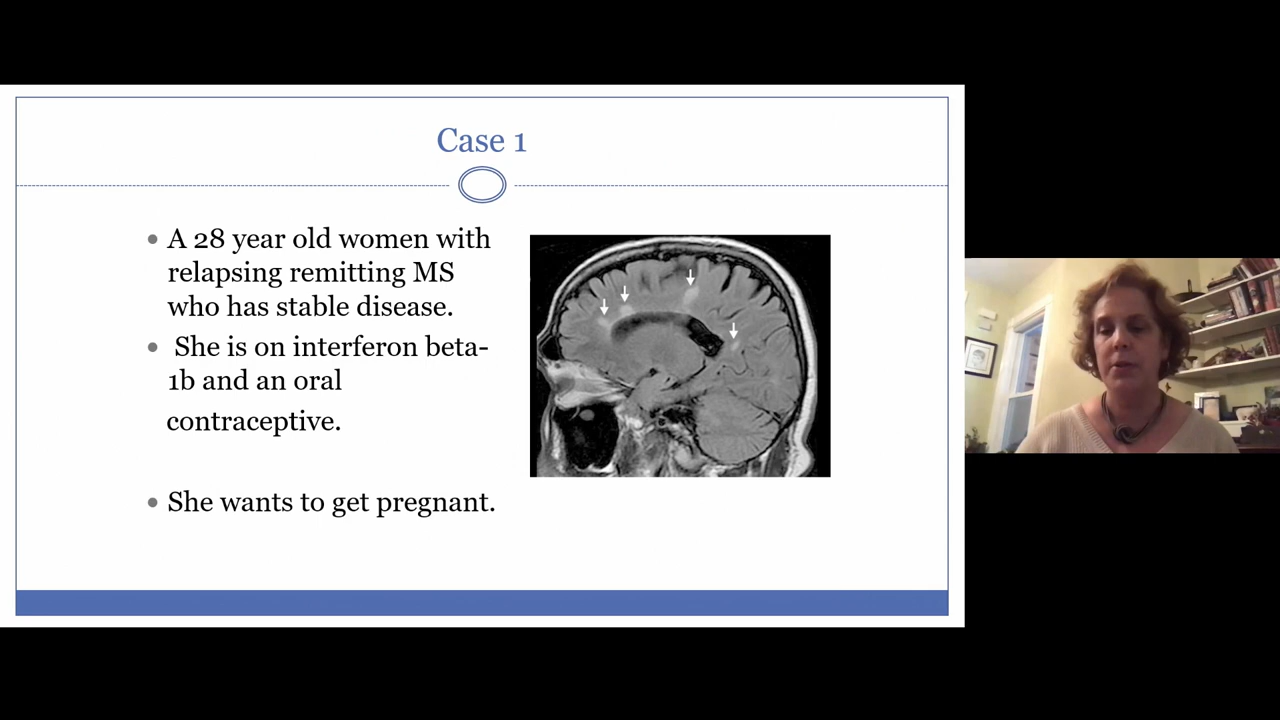 Case 1
• A 28 year old women with
relapsing remitting MS
who has stable disease.
• She is on interferon beta-
1b and an oral
contraceptive.
• She wants to get pregnant.